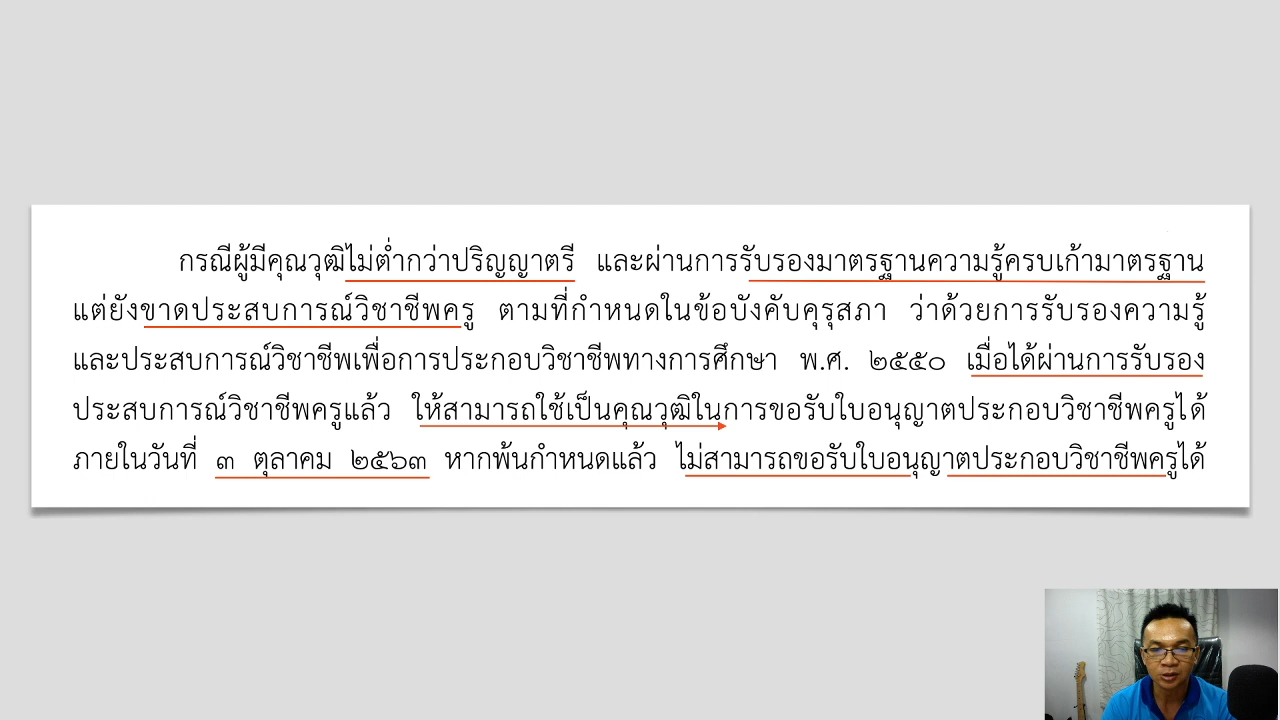 กรณีผู้มีคุณวุฒิไม่ต่ำกว่าปริญญาตรี และผ่านการรับรองมาตรฐานความรู้ครบเก้ามาตรฐาน
แต่ยังขาดประสบการณ์วิชาชีพครู ตามที่กำหนดในข้อบังคับคุรุสภา ว่าด้วยการรับรองความรู้
และประสบการณ์วิชาชีพเพื่อการประกอบวิชาชีพทางการศึกษา พ.ศ. ๒๕๕๐ เมื่อได้ผ่านการรับรอง
ประสบการณ์วิชาชีพครูแล้ว ให้สามารถใช้เป็นคุณวุฒิในการขอรับใบอนุญาตประกอบวิชาชีพครูได้
ภายในวันที่ ๓ ตุลาคม ๒๕๖๓ หากพ้นกำหนดแล้ว ไม่สามารถขอรับใบอนุญาตประกอบวิชาชีพครูได้